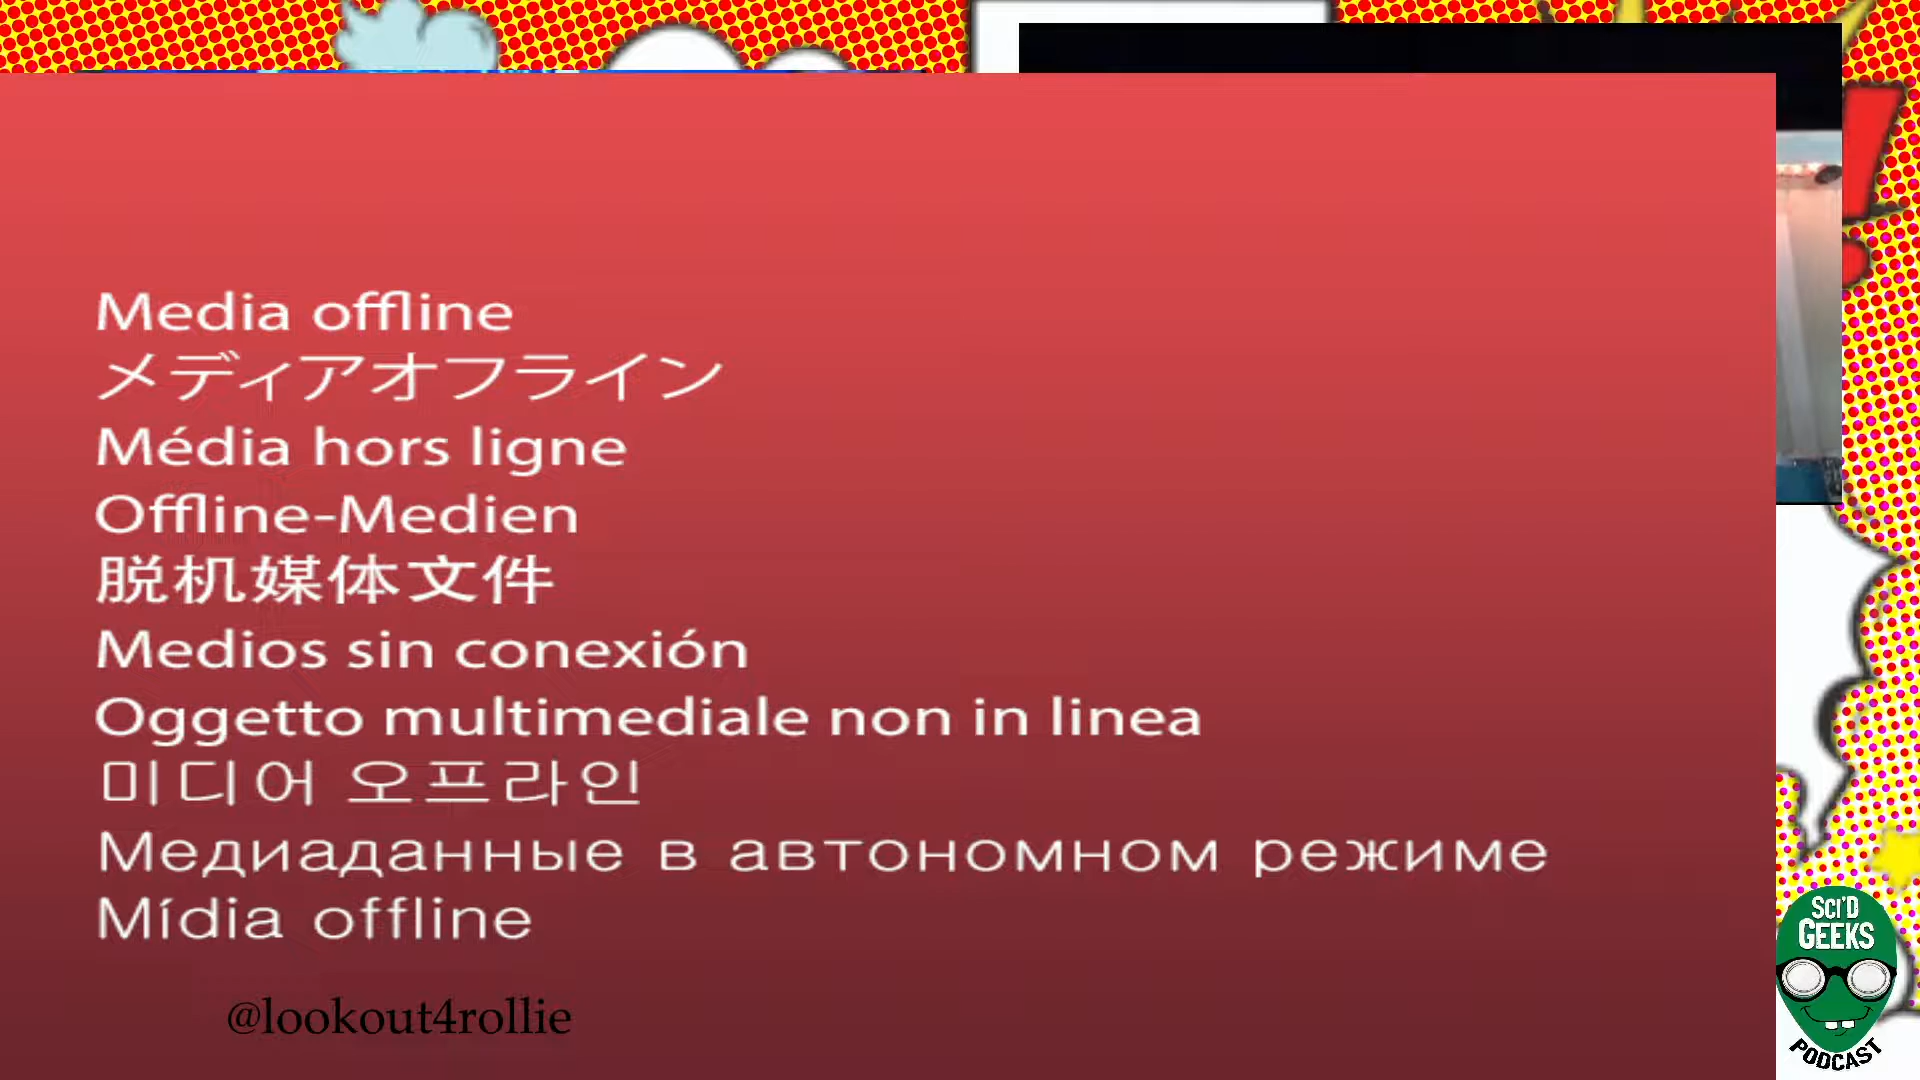 Media offline
メディアオフライン
Média hors ligne
Offline-Medien
脱机媒体文件
Medios sin conexión
Oggetto multimediale non in linea
미디어 오프라인
Медиаданные в автономном режиме
Mídia offline
@lookout4rollie
SCI'D
GEEKS
PODCAST